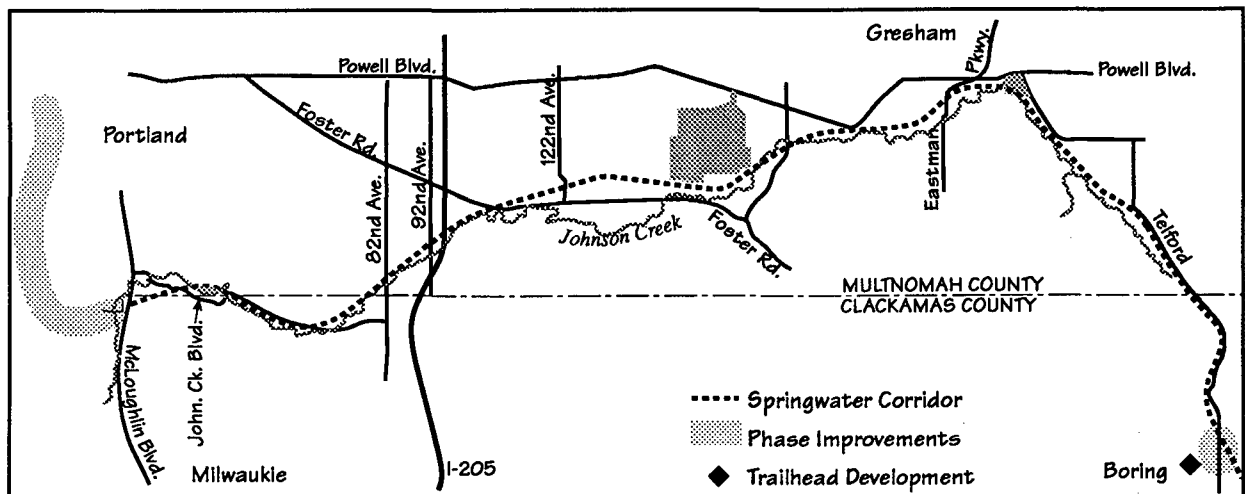 Gresham
Pkwy.
Powell Blvd.
Powell Blvd.
Portland
Foster Rd.
82nd Ave.
92nd Ave.
122nd Ave.
Eastman
Johnson Creek
Foster Rd.
Telford
MULTNOMAH COUNTY
CLACKAMAS COUNTY
McLoughlin Blvd.
John. Ck. Blvd.
Springwater Corridor
Phase Improvements
Trailhead Development
Milwaukie
I-205
Boring